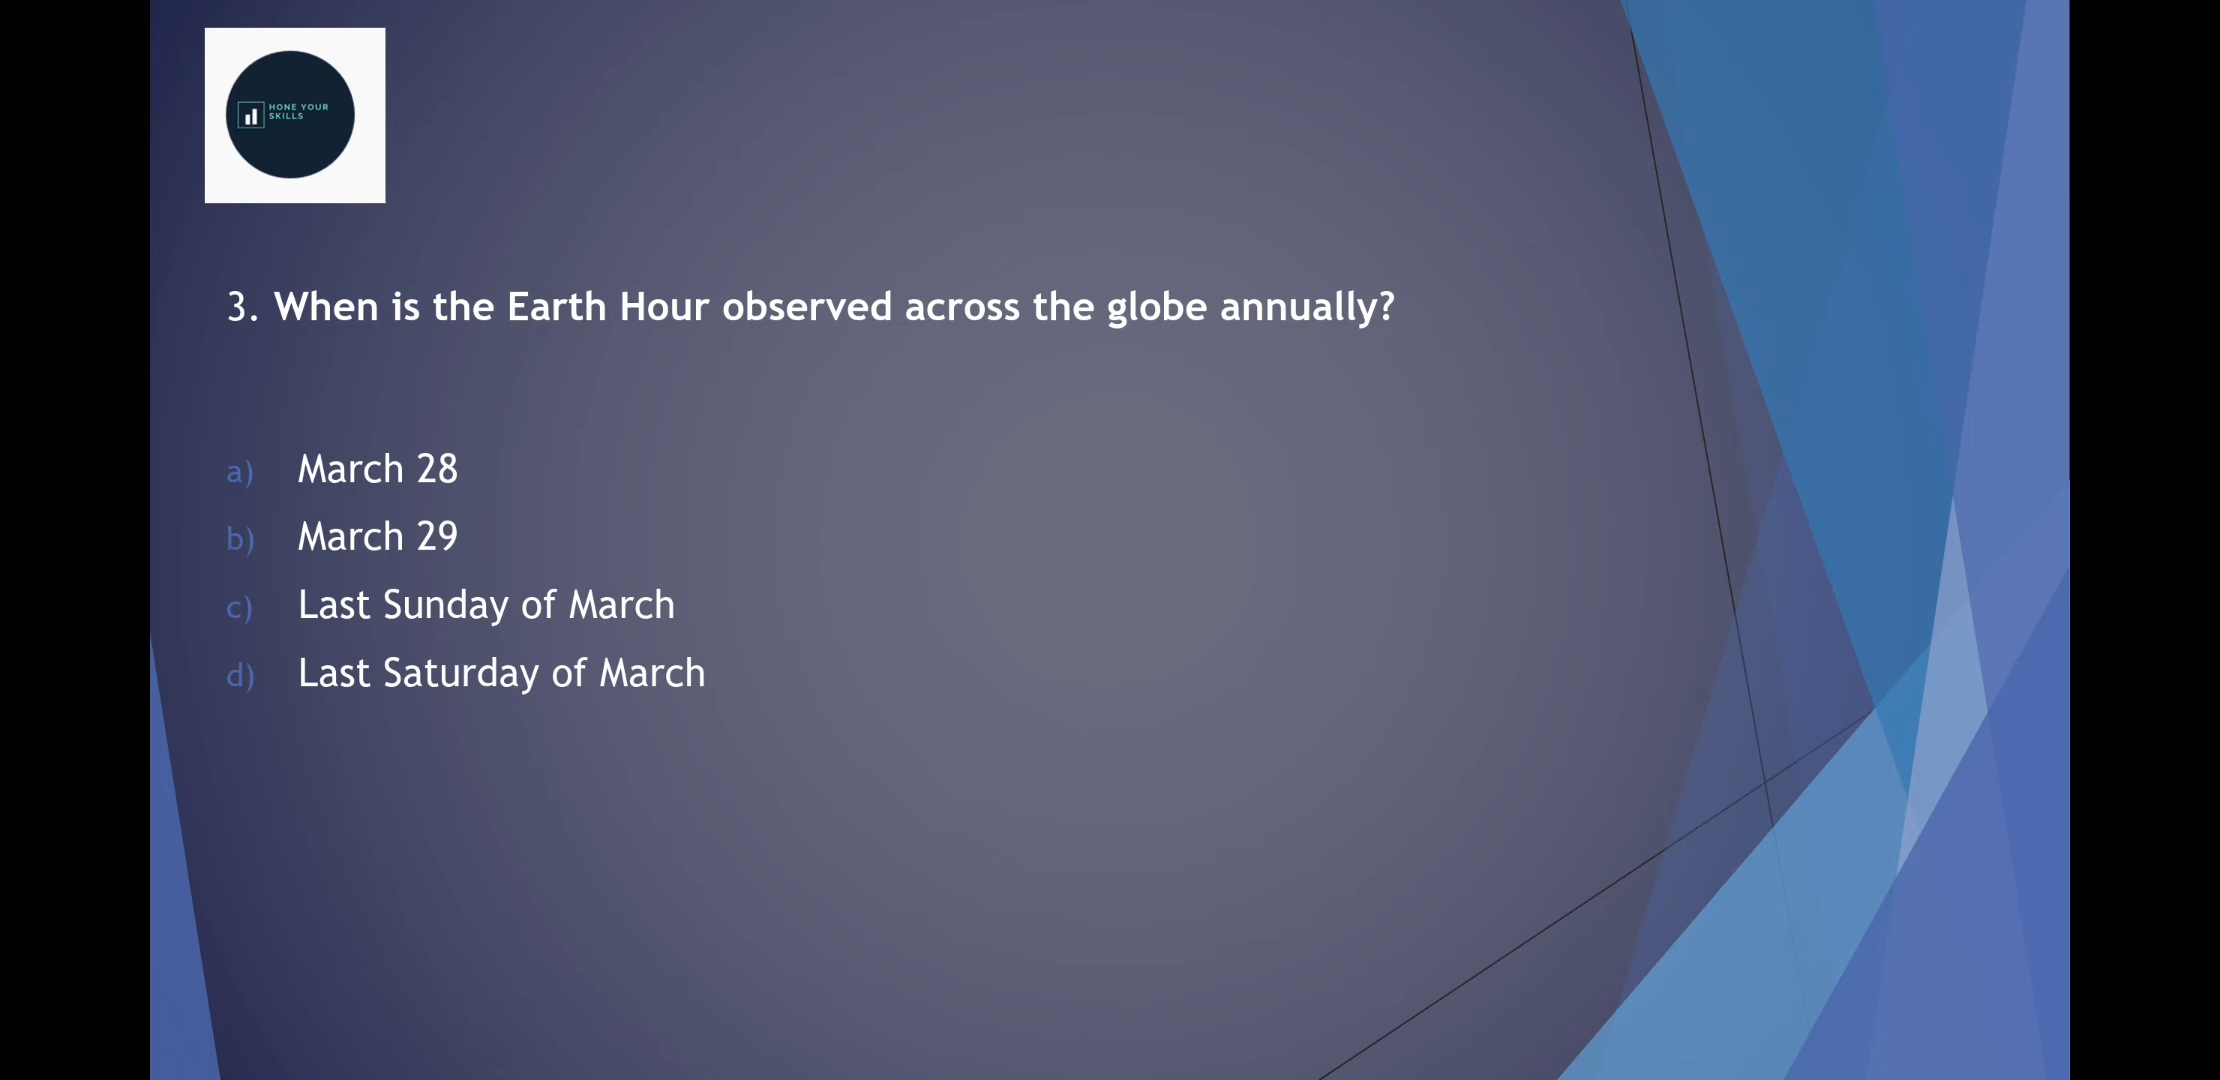 HONE YOUR
SKILLS
3. When is the Earth Hour observed across the globe annually?
a) March 28
b) March 29
c) Last Sunday of March
d) Last Saturday of March